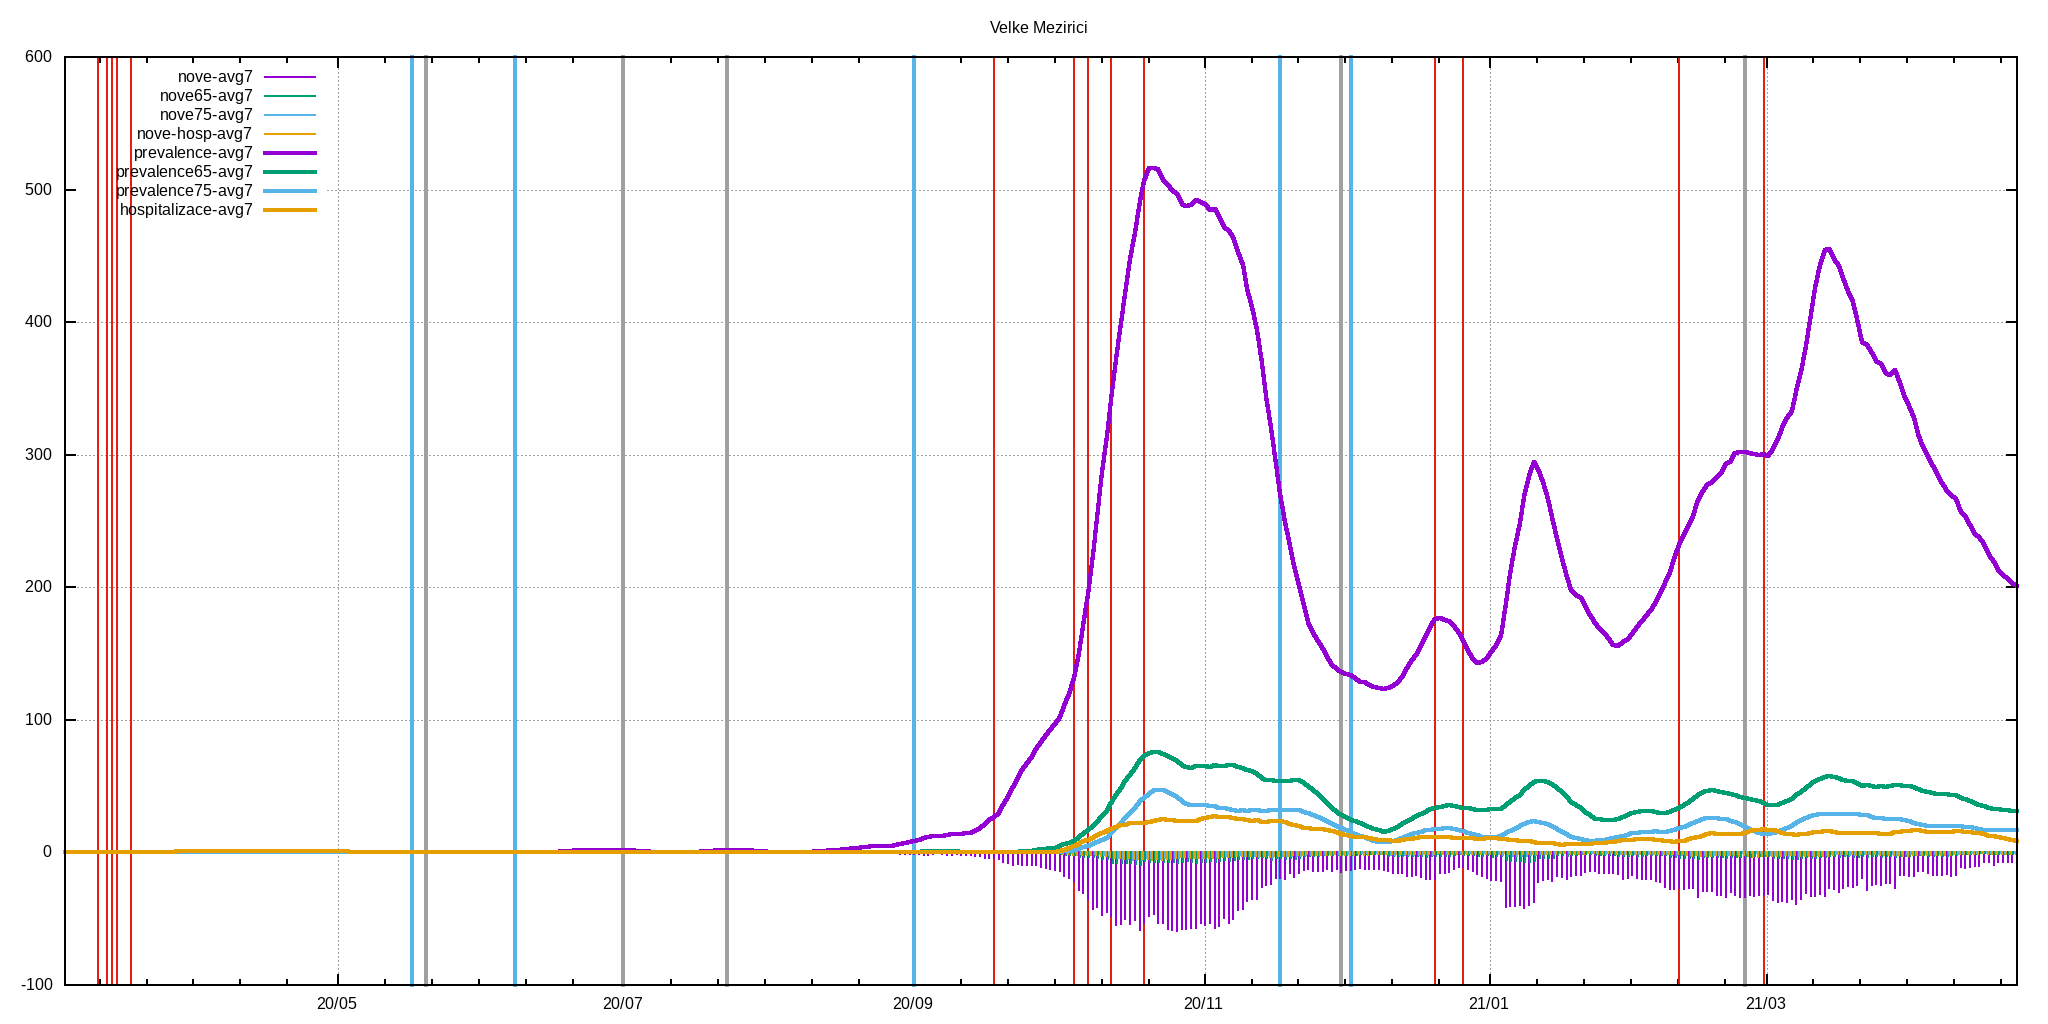 Velke Mezirici
600
500
400
300
200
100
0
-100
nove-avg7
nove65-avg7
nove75-avg7
nove-hosp-avg7
prevalence-avg7
prevalence65-avg7
prevalence75-avg7
hospitalizace-avg7
20/05 20/07 20/09 20/11 21/01 21/03